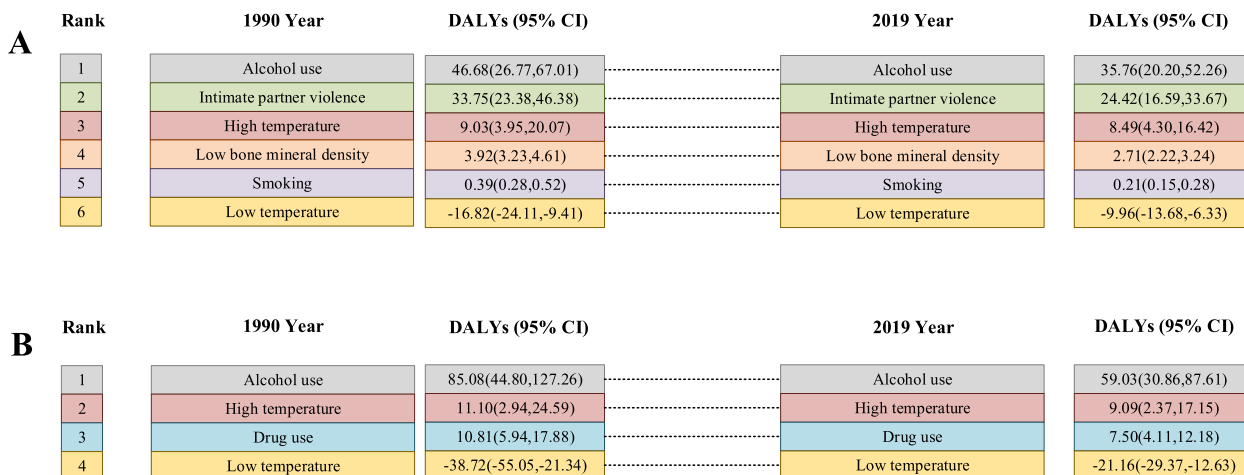 Rank 1990 Year DALYs (95% CI) 2019 Year DALYs (95% CI)
A
1 Alcohol use 46.68(26.77,67.01) Alcohol use 35.76(20.20,52.26)
2 Intimate partner violence 33.75(23.38,46.38) Intimate partner violence 24.42(16.59,33.67)
3 High temperature 9.03(3.95,20.07) High temperature 8.49(4.30,16.42)
4 Low bone mineral density 3.92(3.23,4.61) Low bone mineral density 2.71(2.22,3.24)
5 Smoking 0.39(0.28,0.52) Smoking 0.21(0.15,0.28)
6 Low temperature -16.82(-24.11,-9.41) Low temperature -9.96(-13.68,-6.33)
Rank 1990 Year DALYs (95% CI) 2019 Year DALYs (95% CI)
B
1 Alcohol use 85.08(44.80,127.26) Alcohol use 59.03(30.86,87.61)
2 High temperature 11.10(2.94,24.59) High temperature 9.09(2.37,17.15)
3 Drug use 10.81(5.94,17.88) Drug use 7.50(4.11,12.18)
4 Low temperature -38.72(-55.05,-21.34) Low temperature -21.16(-29.37,-12.63)